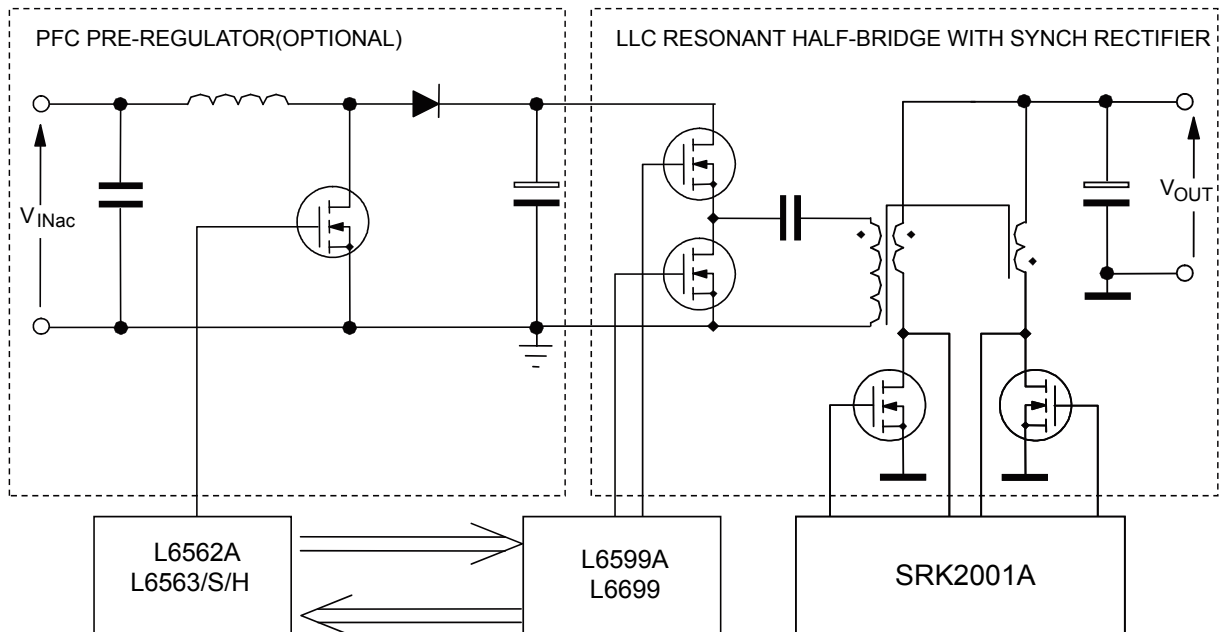 PFC PRE-REGULATOR(OPTIONAL)
LLC RESONANT HALF-BRIDGE WITH SYNCH RECTIFIER
VINac
VOUT
L6562A
L6563/S/H
L6599A
L6699
SRK2001A